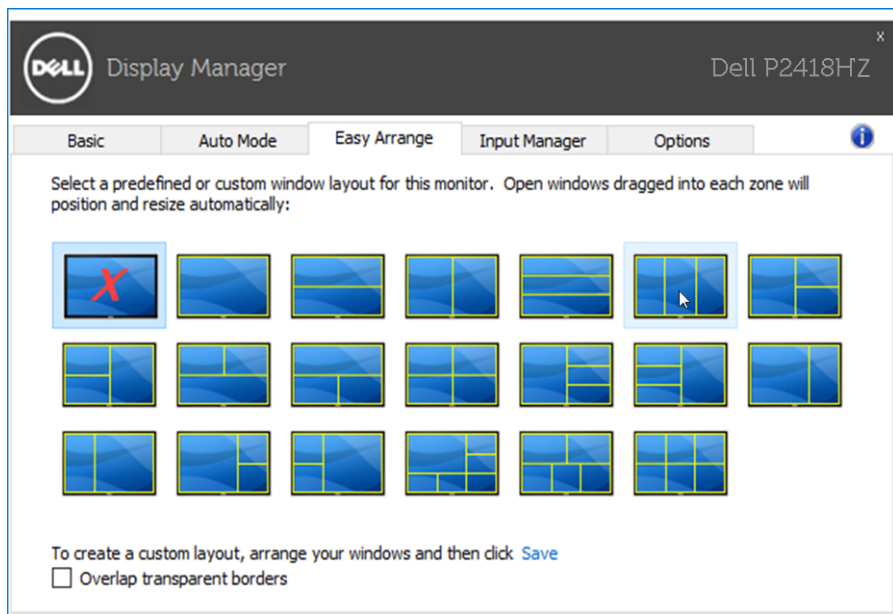 x
DELL Display Manager Dell P2418HZ
Basic Auto Mode Easy Arrange Input Manager Options i
Select a predefined or custom window layout for this monitor. Open windows dragged into each zone will
position and resize automatically:
X
To create a custom layout, arrange your windows and then click Save
Overlap transparent borders